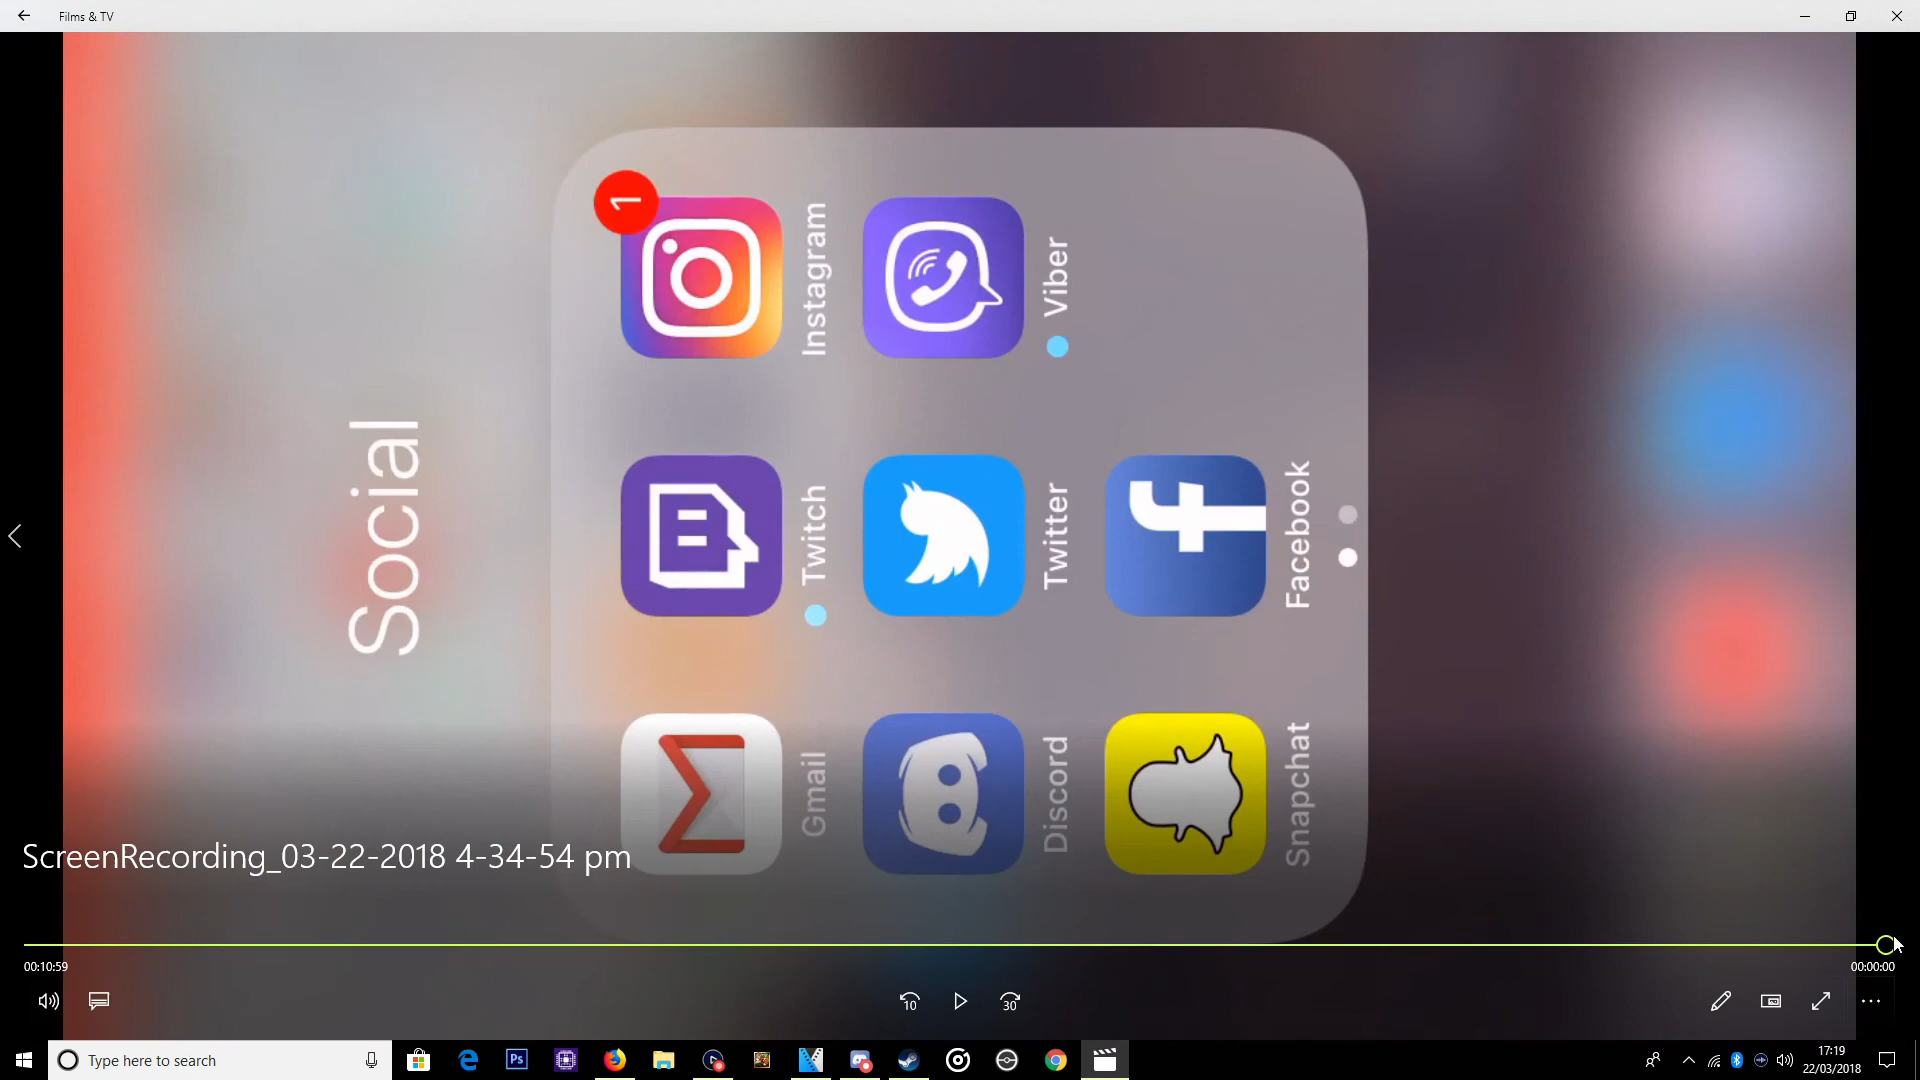 Films & TV
Social
1
Gmail
Twitch
Instagram
Discord
Twitter
Viber
Snapchat
Facebook
ScreenRecording_03-22-2018 4-34-54 pm
00:10:59
00:00:00
10
30
Type here to search
Ps
17:19
22/03/2018